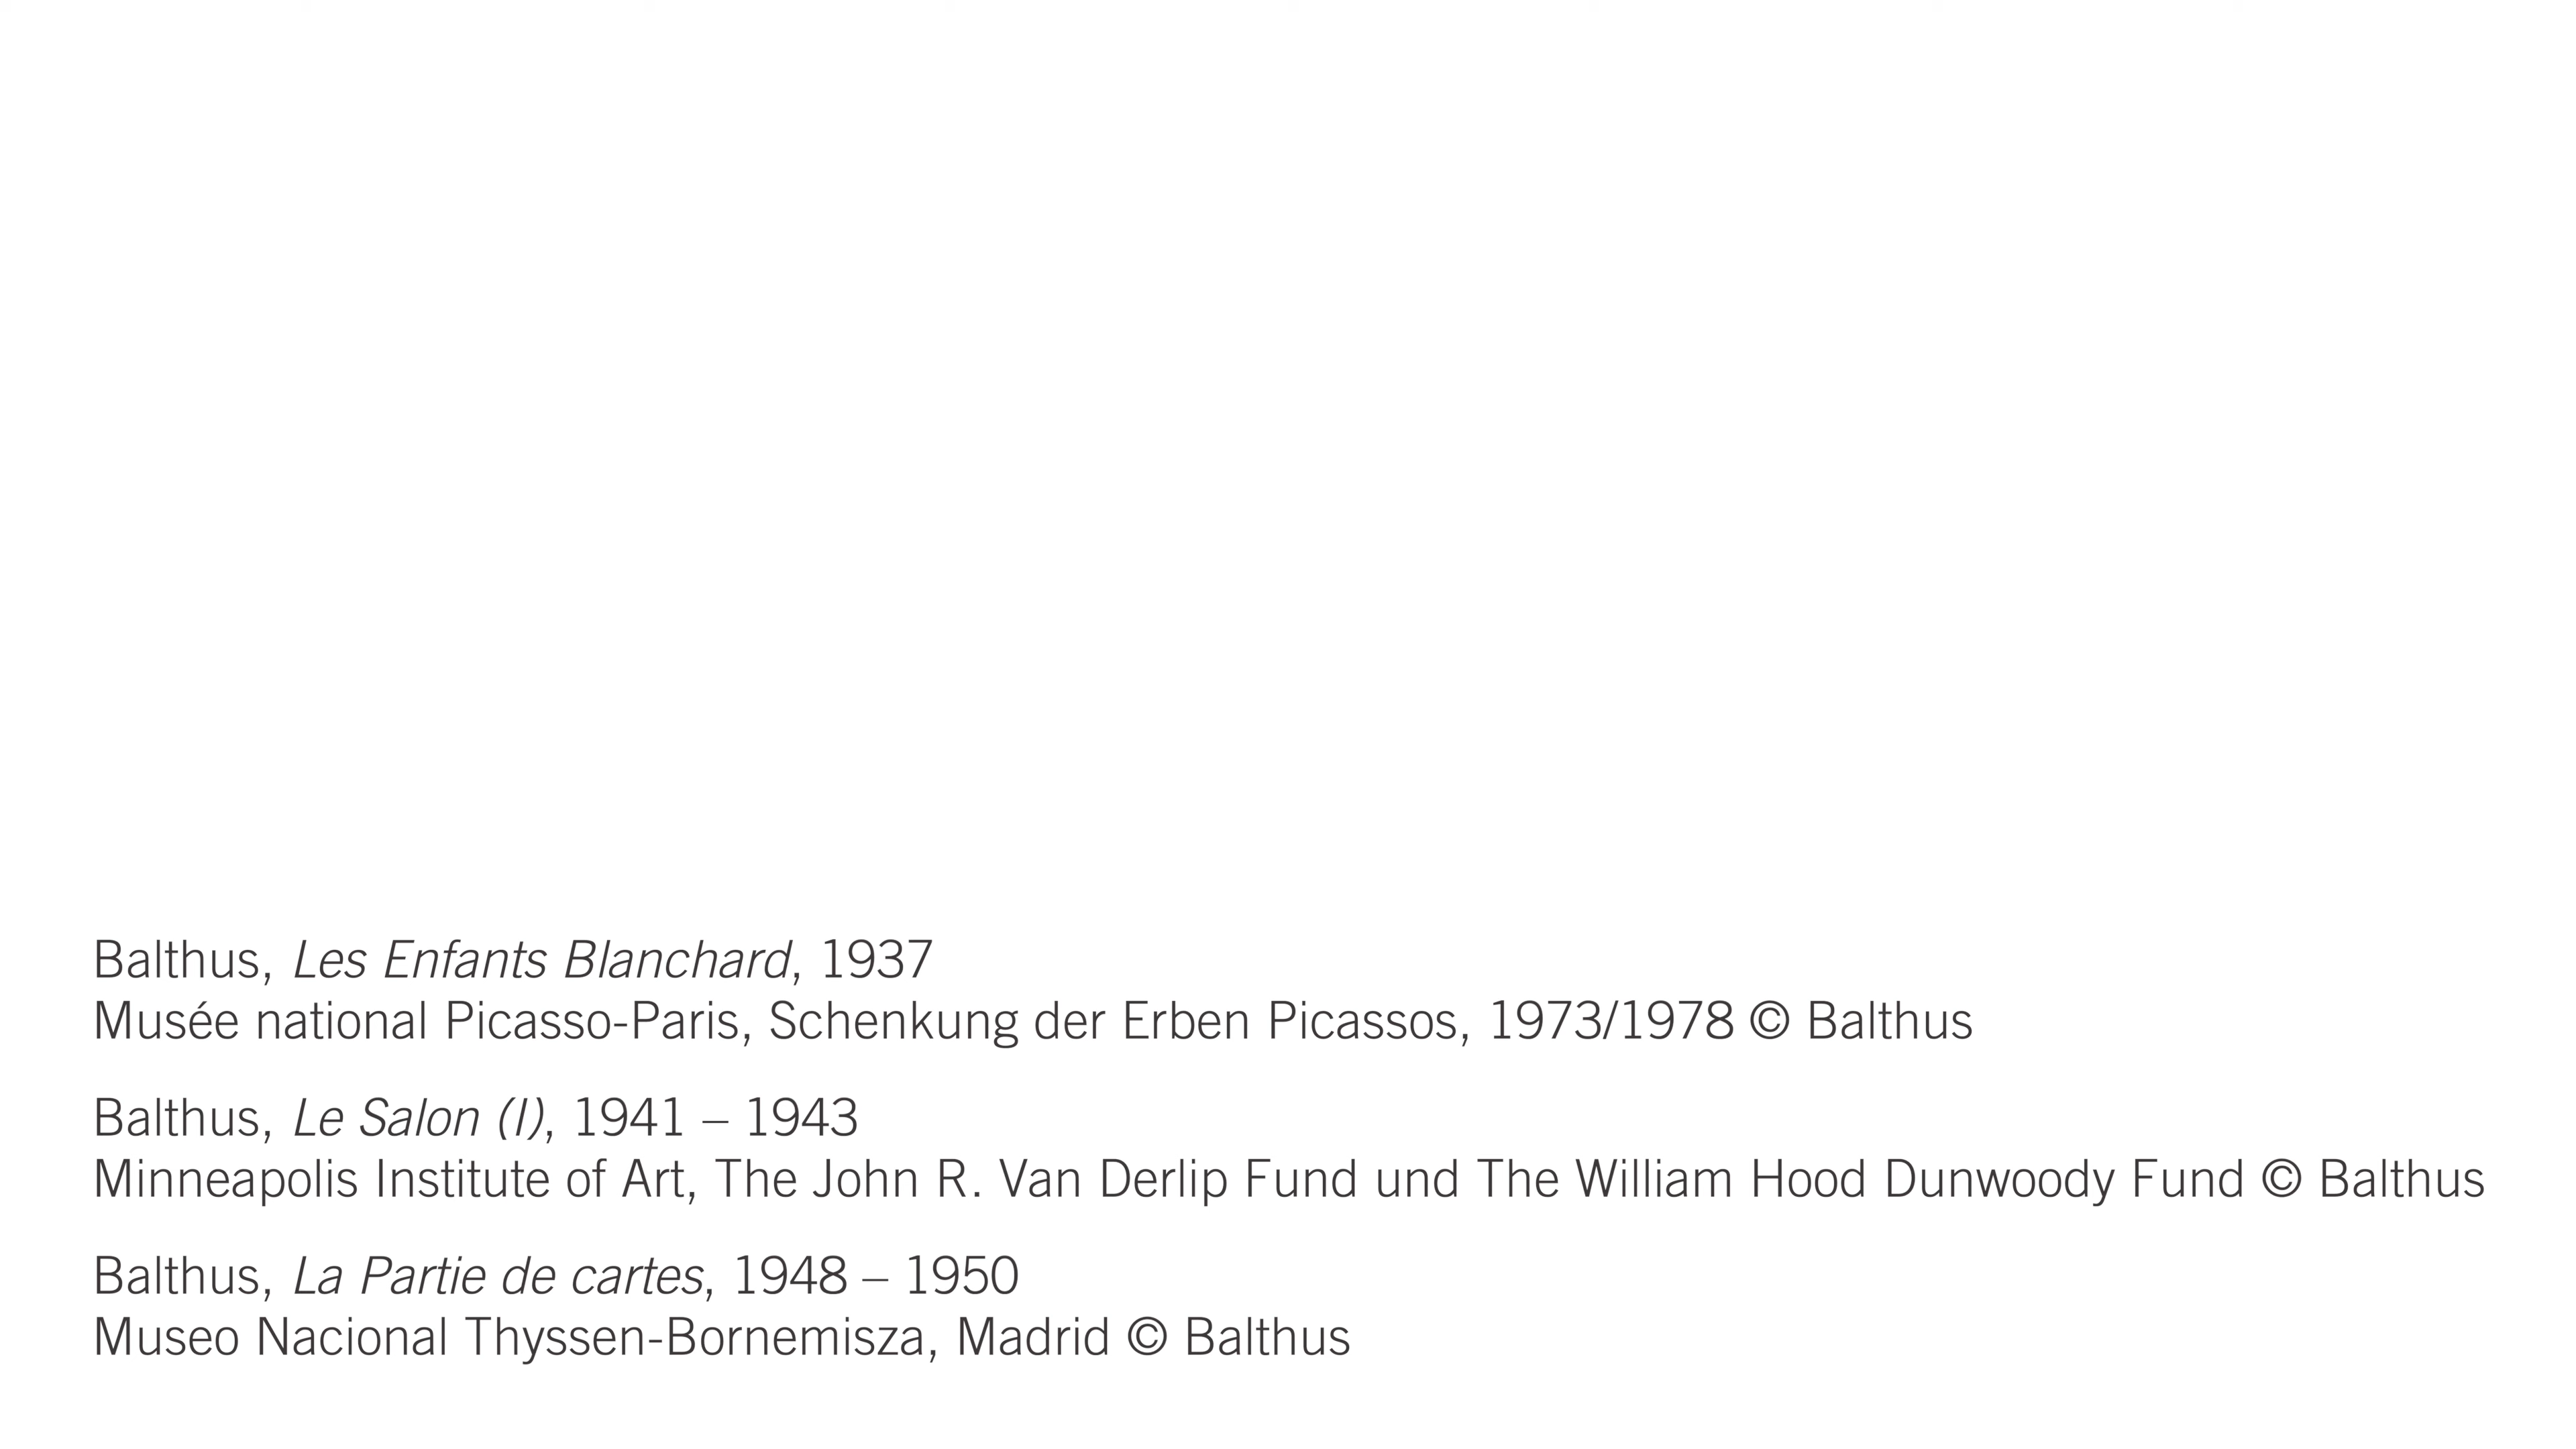 Balthus, Les Enfants Blanchard, 1937
Musée national Picasso-Paris, Schenkung der Erben Picassos, 1973/1978 © Balthus
Balthus, Le Salon (I), 1941 – 1943
Minneapolis Institute of Art, The John R. Van Derlip Fund und The William Hood Dunwoody Fund © Balthus
Balthus, La Partie de cartes, 1948 – 1950
Museo Nacional Thyssen-Bornemisza, Madrid © Balthus